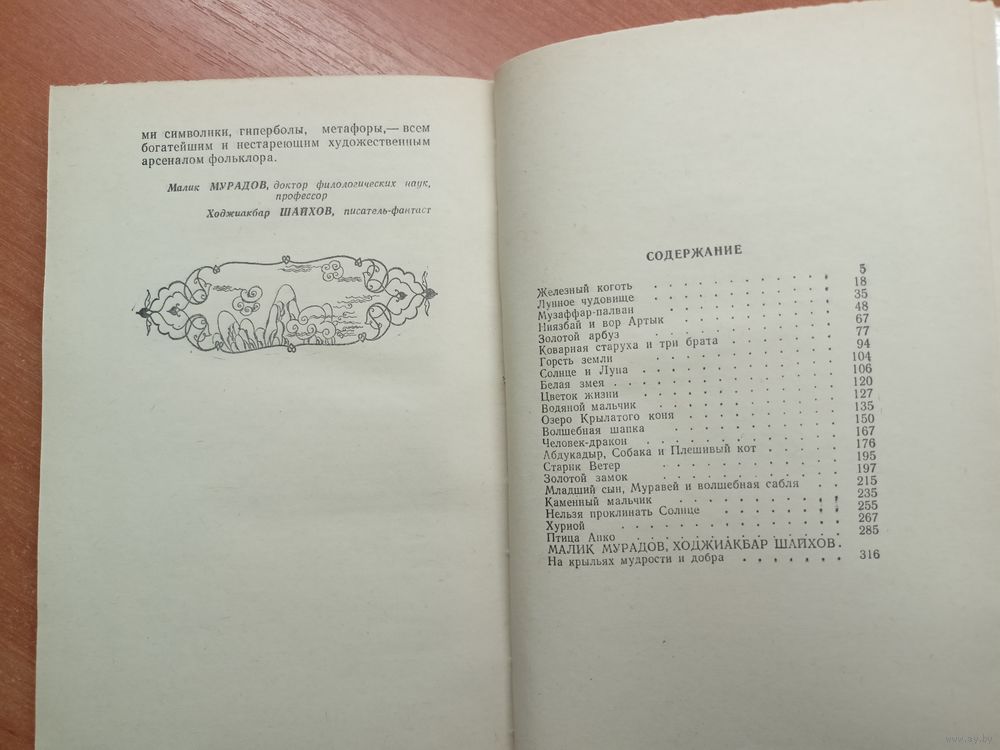 ми символики, гиперболы, метафоры,— всем
богатейшим и нестареющим художественным
арсеналом фольклора.
Малик МУРАДОВ, доктор филологических наук,
профессор
Ходжиакбар ШАЙХОВ, писатель-фантаст
СОДЕРЖАНИЕ
Железный коготь 5
Лунное чудовище 18
Музаффар-палван 35
Ниязбай и вор Артык 48
Золотой арбуз 67
Коварная старуха и три брата 77
Горсть земли 94
Солнце и Луна 104
Белая змея 106
Цветок жизни 120
Водяной мальчик 127
Озеро Крылатого коня 135
Волшебная шапка 150
Человек-дракон 167
Абдукадыр, Собака и Плешивый кот 176
Старик Ветер 195
Золотой замок 197
Младший сын, Муравей и волшебная сабля 215
Каменный мальчик 235
Нельзя проклинать Солнце 255
Хурной 267
Птица Апко 285
МАЛИК МУРАДОВ, ХОДЖИАКБАР ШАЙХОВ.
На крыльях мудрости и добра 316
www.ay.by